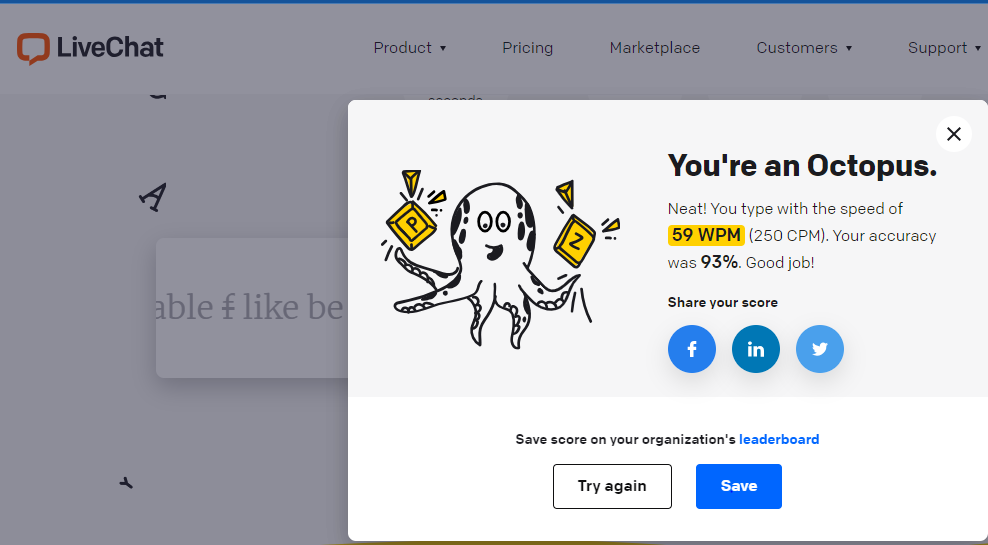 LiveChat
Product Pricing Marketplace Customers Support
You're an Octopus.
Neat! You type with the speed of
59 WPM (250 CPM). Your accuracy
was 93%. Good job!
Share your score
P
Z
able f like be
Save score on your organization's leaderboard
Try again Save